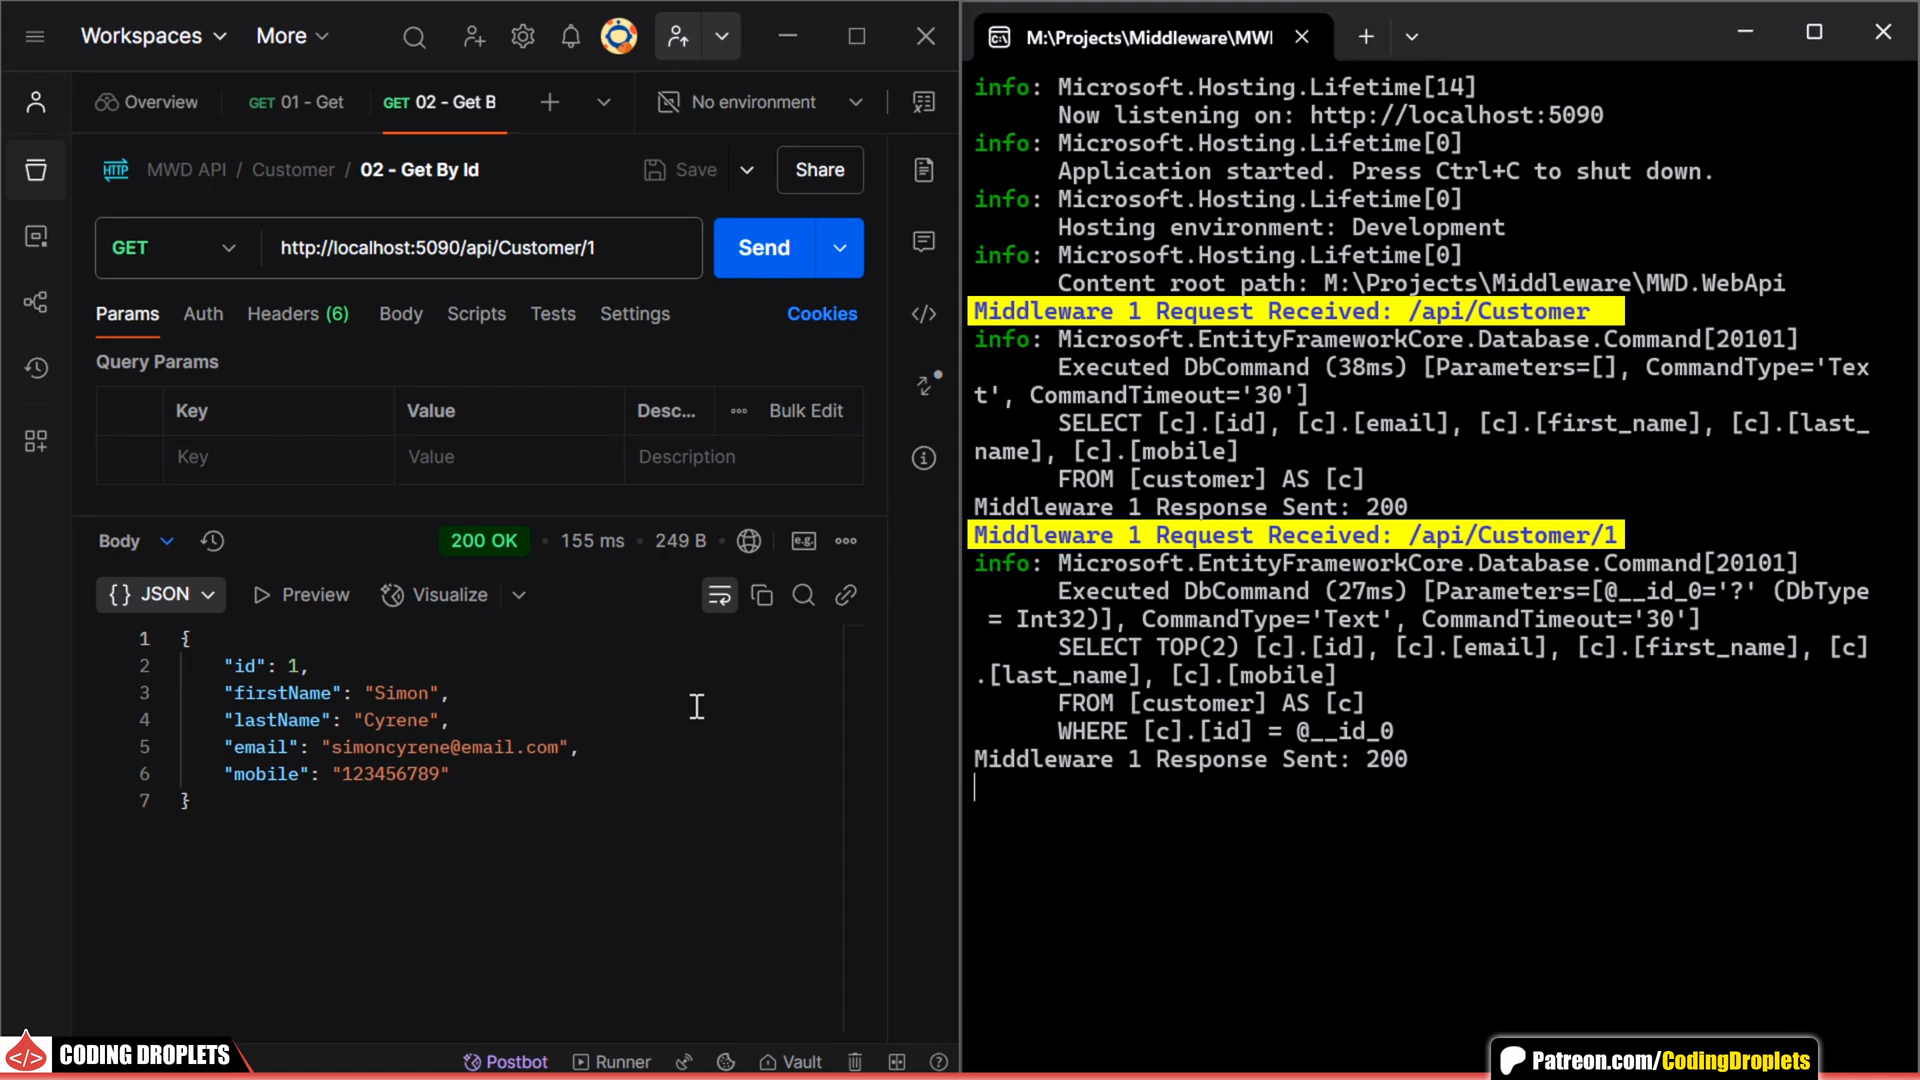 Workspaces More
Overview GET 01 - Get GET 02 - Get B No environment
HTTP MWD API / Customer / 02 - Get By Id Save Share
GET http://localhost:5090/api/Customer/1 Send
Params Auth Headers (6) Body Scripts Tests Settings Cookies
Query Params
Key Value Desc... Bulk Edit
Key Value Description
Body 200 OK 155 ms 249 B e.g.
{} JSON Preview Visualize
1 {
2 "id": 1,
3 "firstName": "Simon",
4 "lastName": "Cyrene",
5 "email": "simoncyrene@email.com",
6 "mobile": "123456789"
7 }
Postbot Runner Vault
CODING DROPLETS
M:\Projects\Middleware\MWI
info: Microsoft.Hosting.Lifetime[14]
Now listening on: http://localhost:5090
info: Microsoft.Hosting.Lifetime[0]
Application started. Press Ctrl+C to shut down.
info: Microsoft.Hosting.Lifetime[0]
Hosting environment: Development
info: Microsoft.Hosting.Lifetime[0]
Content root path: M:\Projects\Middleware\MWD.WebApi
Middleware 1 Request Received: /api/Customer
info: Microsoft.EntityFrameworkCore.Database.Command[20101]
Executed DbCommand (38ms) [Parameters=[], CommandType='Tex
t', CommandTimeout='30']
SELECT [c].[id], [c].[email], [c].[first_name], [c].[last_
name], [c].[mobile]
FROM [customer] AS [c]
Middleware 1 Response Sent: 200
Middleware 1 Request Received: /api/Customer/1
info: Microsoft.EntityFrameworkCore.Database.Command[20101]
Executed DbCommand (27ms) [Parameters=[@__id_0='?' (DbType
= Int32)], CommandType='Text', CommandTimeout='30']
SELECT TOP(2) [c].[id], [c].[email], [c].[first_name], [c]
.[last_name], [c].[mobile]
FROM [customer] AS [c]
WHERE [c].[id] = @__id_0
Middleware 1 Response Sent: 200
Patreon.com/CodingDroplets